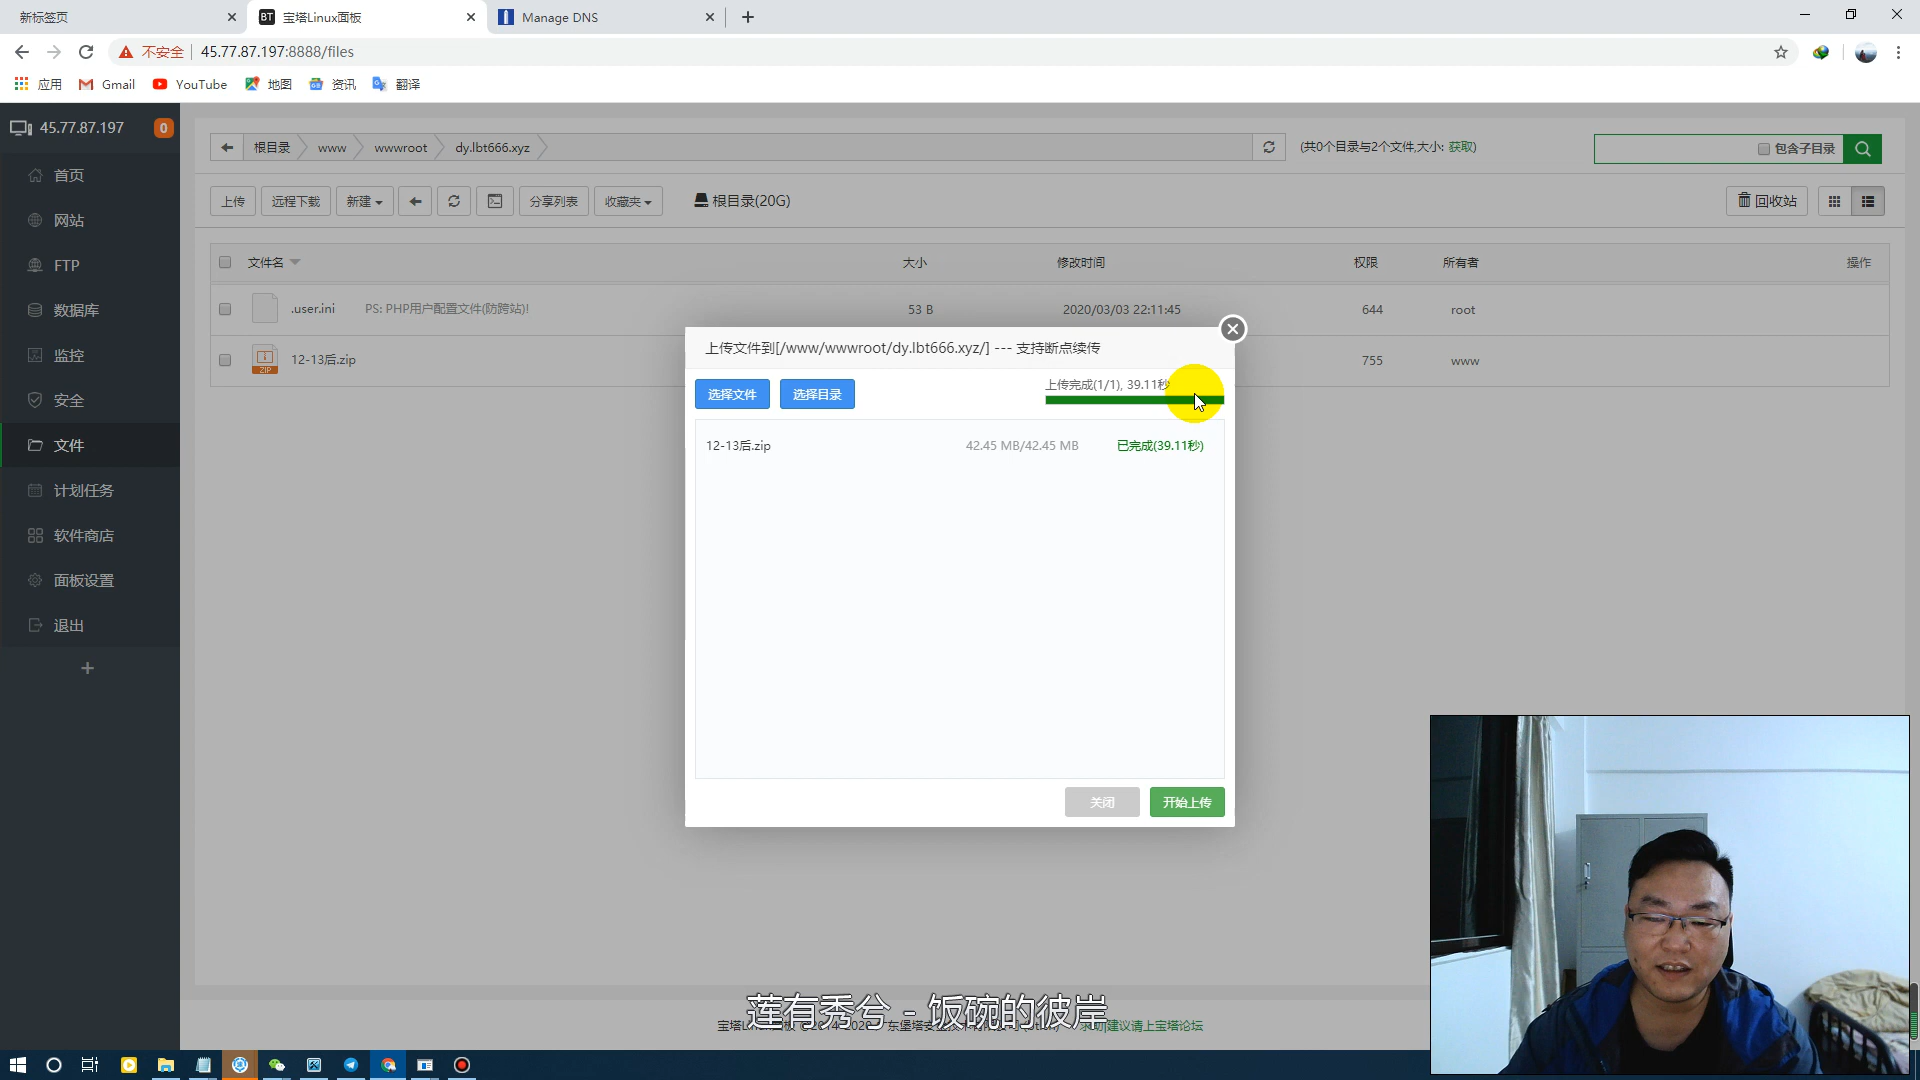 新标签页
宝塔Linux面板
Manage DNS
不安全
45.77.87.197:8888/files
应用
Gmail
YouTube
地图
资讯
翻译
45.77.87.197
0
首页
网站
FTP
数据库
监控
安全
文件
计划任务
软件商店
面板设置
退出
根目录
www
wwwroot
dy.lbt666.xyz
(共0个目录与2个文件,大小: 获取)
包含子目录
上传
远程下载
新建
分享列表
收藏夹
根目录(20G)
回收站
文件名
大小
修改时间
权限
所有者
操作
.user.ini
PS: PHP用户配置文件(防跨站)!
53 B
2020/03/03 22:11:45
644
root
12-13后.zip
755
www
上传文件到[/www/wwwroot/dy.lbt666.xyz/] --- 支持断点续传
选择文件
选择目录
上传完成(1/1), 39.11秒
12-13后.zip
42.45 MB/42.45 MB
已完成(39.11秒)
关闭
开始上传
莲有秀兮 - 饭碗的彼岸
建议请上宝塔论坛